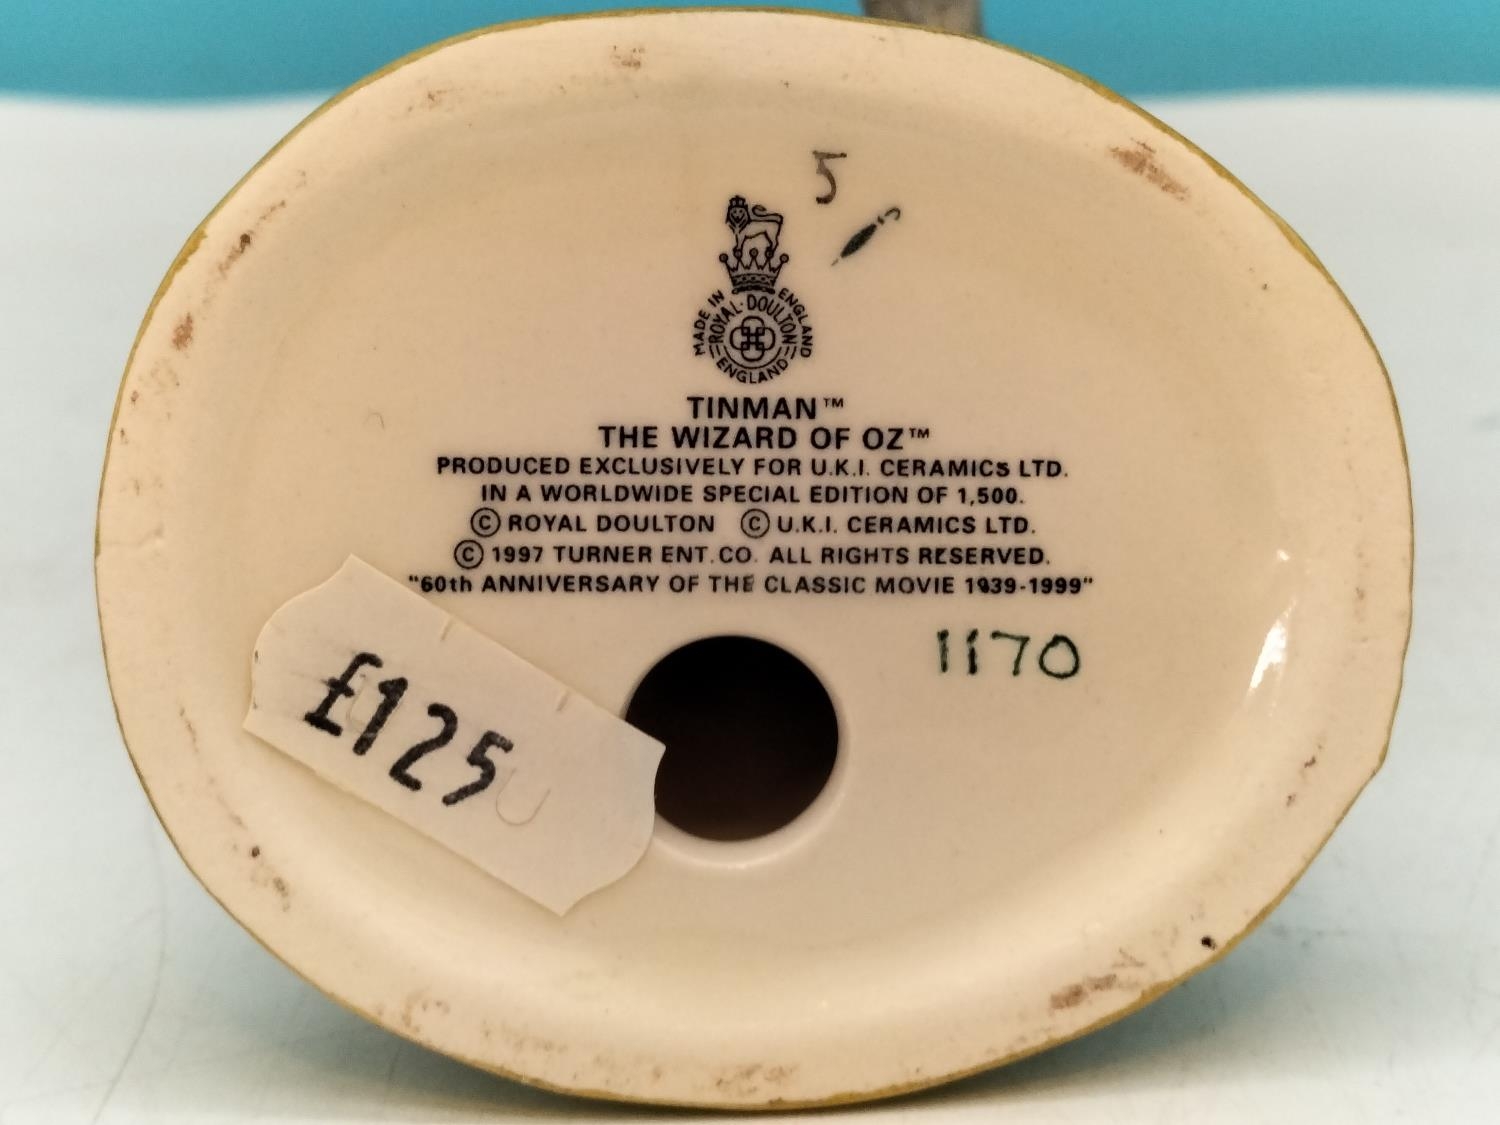 5
MADE IN ENGLAND
ROYAL·DOULTON
ENGLAND
TINMAN™
THE WIZARD OF OZ™
PRODUCED EXCLUSIVELY FOR U.K.I. CERAMICS LTD.
IN A WORLDWIDE SPECIAL EDITION OF 1,500.
© ROYAL DOULTON © U.K.I. CERAMICS LTD.
© 1997 TURNER ENT. CO. ALL RIGHTS RESERVED.
"60th ANNIVERSARY OF THE CLASSIC MOVIE 1939-1999"
1170
£125